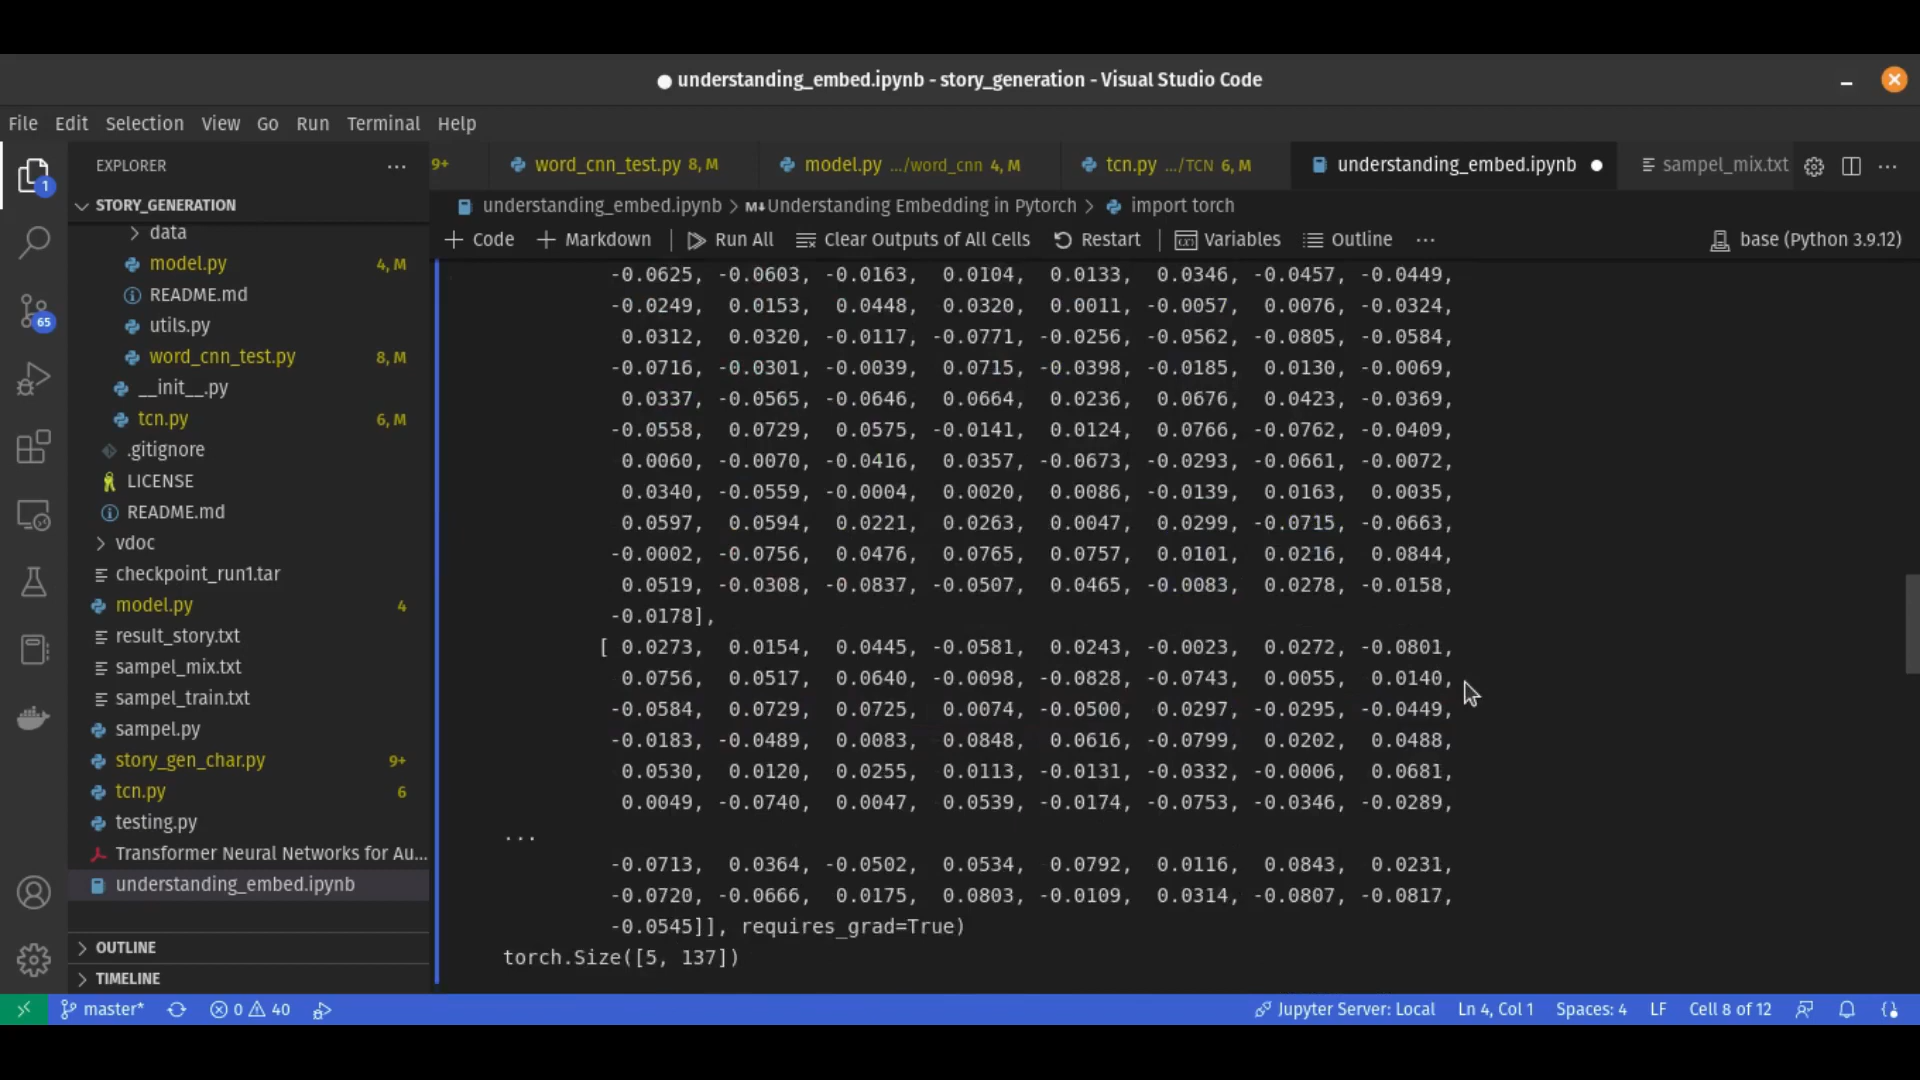 understanding_embed.ipynb - story_generation - Visual Studio Code
File Edit Selection View Go Run Terminal Help
EXPLORER ···
9+ word_cnn_test.py 8, M model.py .../word_cnn 4, M tcn.py .../TCN 6, M understanding_embed.ipynb sampel_mix.txt ···
1
STORY_GENERATION
understanding_embed.ipynb > M↓Understanding Embedding in Pytorch > import torch
+ Code + Markdown Run All Clear Outputs of All Cells Restart Variables Outline ··· base (Python 3.9.12)
data
model.py 4, M
README.md
utils.py
65
word_cnn_test.py 8, M
__init__.py
tcn.py 6, M
.gitignore
LICENSE
README.md
vdoc
checkpoint_run1.tar
model.py 4
result_story.txt
sampel_mix.txt
sampel_train.txt
sampel.py
story_gen_char.py 9+
tcn.py 6
testing.py
Transformer Neural Networks for Au...
understanding_embed.ipynb
OUTLINE
TIMELINE
-0.0625, -0.0603, -0.0163, 0.0104, 0.0133, 0.0346, -0.0457, -0.0449,
-0.0249, 0.0153, 0.0448, 0.0320, 0.0011, -0.0057, 0.0076, -0.0324,
0.0312, 0.0320, -0.0117, -0.0771, -0.0256, -0.0562, -0.0805, -0.0584,
-0.0716, -0.0301, -0.0039, 0.0715, -0.0398, -0.0185, 0.0130, -0.0069,
0.0337, -0.0565, -0.0646, 0.0664, 0.0236, 0.0676, 0.0423, -0.0369,
-0.0558, 0.0729, 0.0575, -0.0141, 0.0124, 0.0766, -0.0762, -0.0409,
0.0060, -0.0070, -0.0416, 0.0357, -0.0673, -0.0293, -0.0661, -0.0072,
0.0340, -0.0559, -0.0004, 0.0020, 0.0086, -0.0139, 0.0163, 0.0035,
0.0597, 0.0594, 0.0221, 0.0263, 0.0047, 0.0299, -0.0715, -0.0663,
-0.0002, -0.0756, 0.0476, 0.0765, 0.0757, 0.0101, 0.0216, 0.0844,
0.0519, -0.0308, -0.0837, -0.0507, 0.0465, -0.0083, 0.0278, -0.0158,
-0.0178],
[ 0.0273, 0.0154, 0.0445, -0.0581, 0.0243, -0.0023, 0.0272, -0.0801,
0.0756, 0.0517, 0.0640, -0.0098, -0.0828, -0.0743, 0.0055, 0.0140,
-0.0584, 0.0729, 0.0725, 0.0074, -0.0500, 0.0297, -0.0295, -0.0449,
-0.0183, -0.0489, 0.0083, -0.0848, 0.0616, -0.0799, 0.0202, 0.0488,
0.0530, 0.0120, 0.0255, 0.0113, -0.0131, -0.0332, -0.0006, 0.0681,
0.0049, -0.0740, 0.0047, 0.0539, -0.0174, -0.0753, -0.0346, -0.0289,
...
-0.0713, 0.0364, -0.0502, 0.0534, 0.0792, 0.0116, 0.0843, 0.0231,
-0.0720, -0.0666, 0.0175, 0.0803, -0.0109, 0.0314, -0.0807, -0.0817,
-0.0545]], requires_grad=True)
torch.Size([5, 137])
master* 0 40 Jupyter Server: Local Ln 4, Col 1 Spaces: 4 LF Cell 8 of 12